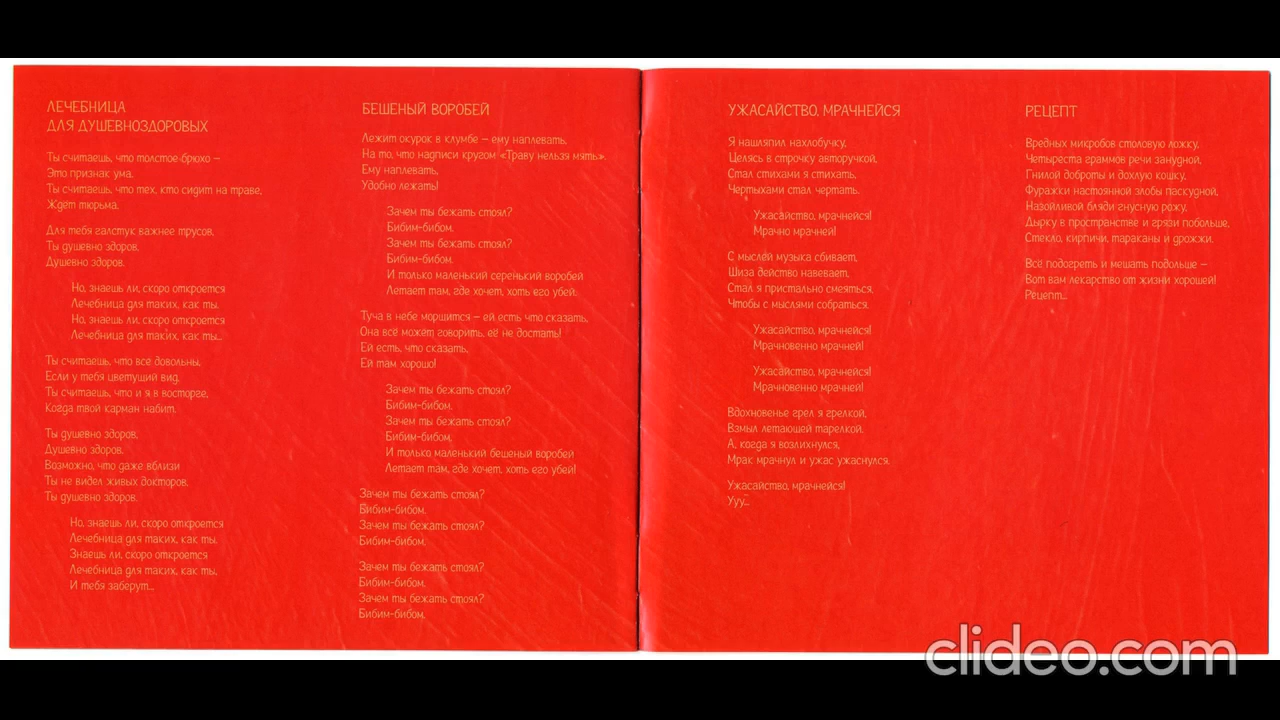 ЛЕЧЕБНИЦА
ДЛЯ ДУШЕВНОЗДОРОВЫХ
Ты считаешь, что толстое брюхо –
Это признак ума.
Ты считаешь, что тех, кто сидит на траве,
Ждёт тюрьма.
Для тебя галстук важнее трусов,
Ты душевно здоров.
Душевно здоров.
Но, знаешь ли, скоро откроется
Лечебница для таких, как ты.
Но, знаешь ли, скоро откроется
Лечебница для таких, как ты...
Ты считаешь, что все довольны,
Если у тебя цветущий вид.
Ты считаешь, что и я в восторге,
Когда твой карман набит.
Ты душевно здоров,
Душевно здоров.
Возможно, что даже вблизи
Ты не видел живых докторов,
Ты душевно здоров.
Но, знаешь ли, скоро откроется
Лечебница для таких, как ты.
Знаешь ли, скоро откроется
Лечебница для таких, как ты,
И тебя заберут...
БЕШЕНЫЙ ВОРОБЕЙ
Лежит окурок в клумбе – ему наплевать.
На то, что надписи кругом «Траву нельзя мять».
Ему наплевать,
Удобно лежать!
Зачем ты бежать стоял?
Бибим-бибом.
Зачем ты бежать стоял?
Бибим-бибом,
И только маленький серенький воробей
Летает там, где хочет, хоть его убей.
Туча в небе морщится – ей есть что сказать,
Она всё может говорить, её не достать!
Ей есть, что сказать,
Ей там хорошо!
Зачем ты бежать стоял?
Бибим-бибом.
Зачем ты бежать стоял?
Бибим-бибом,
И только маленький бешеный воробей
Летает там, где хочет, хоть его убей!
Зачем ты бежать стоял?
Бибим-бибом.
Зачем ты бежать стоял?
Бибим-бибом.
Зачем ты бежать стоял?
Бибим-бибом.
Зачем ты бежать стоял?
Бибим-бибом.
УЖАСАЙСТВО, МРАЧНЕЙСЯ
Я нашляпил нахлобучку,
Целясь в строчку авторучкой,
Стал стихами я стихать,
Чертыхами стал чертать.
Ужасайство, мрачнейся!
Мрачно мрачней!
С мыслей музыка сбивает,
Шиза действо навевает,
Стал я пристально смеяться,
Чтобы с мыслями собраться.
Ужасайство, мрачнейся!
Мрачновенно мрачней!
Ужасайство, мрачнейся!
Мрачновенно мрачней!
Вдохновенье грел я грелкой,
Взмыл летающей тарелкой.
А, когда я возлихнулся,
Мрак мрачнул и ужас ужаснулся.
Ужасайство, мрачнейся!
Ууу...
РЕЦЕПТ
Вредных микробов столовую ложку,
Четыреста граммов речи занудной,
Гнилой доброты и дохлую кошку,
Фуражки настоянной злобы паскудной,
Назойливой бляди гнусную рожу,
Дырку в пространстве и грязи побольше,
Стекло, кирпичи, тараканы и дрожжи.
Всё подогреть и мешать подольше –
Вот вам лекарство от жизни хорошей!
Рецепт...
clideo.com